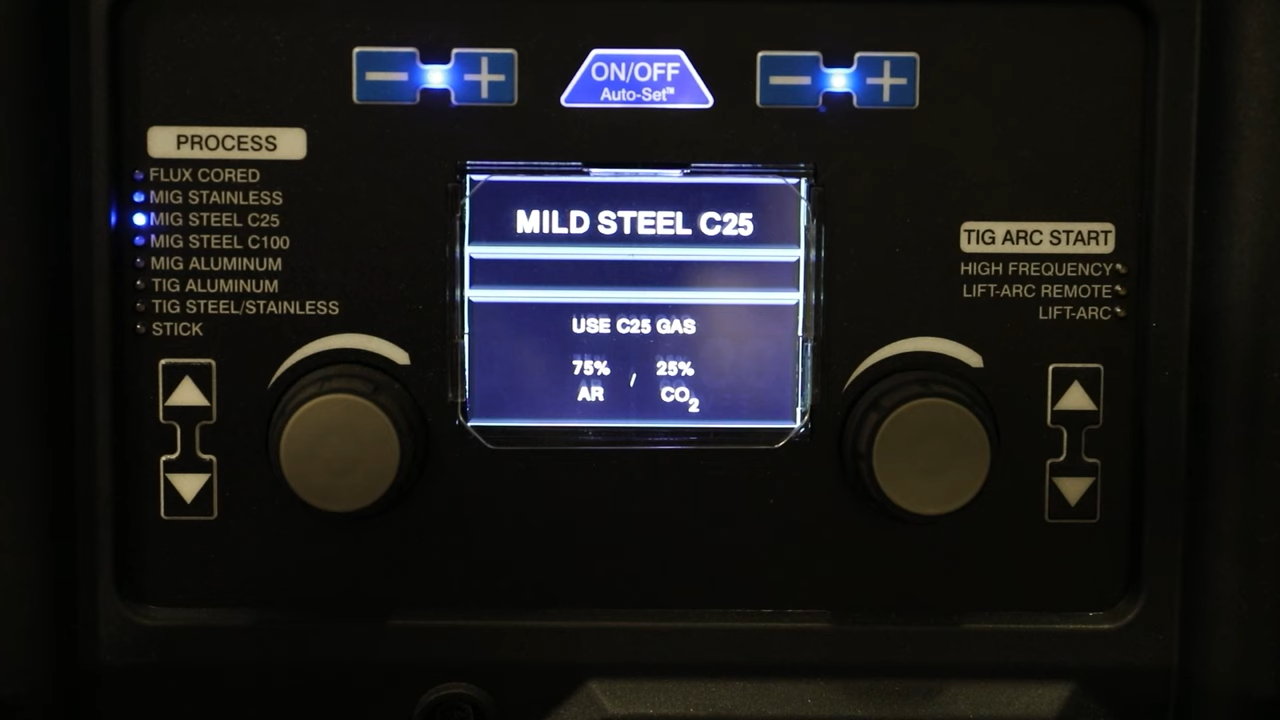 ON/OFF
Auto-Set™
PROCESS
FLUX CORED
MIG STAINLESS
MIG STEEL C25
MIG STEEL C100
MIG ALUMINUM
TIG ALUMINUM
TIG STEEL/STAINLESS
STICK
MILD STEEL C25
USE C25 GAS
75% / 25%
AR CO2
TIG ARC START
HIGH FREQUENCY
LIFT-ARC REMOTE
LIFT-ARC